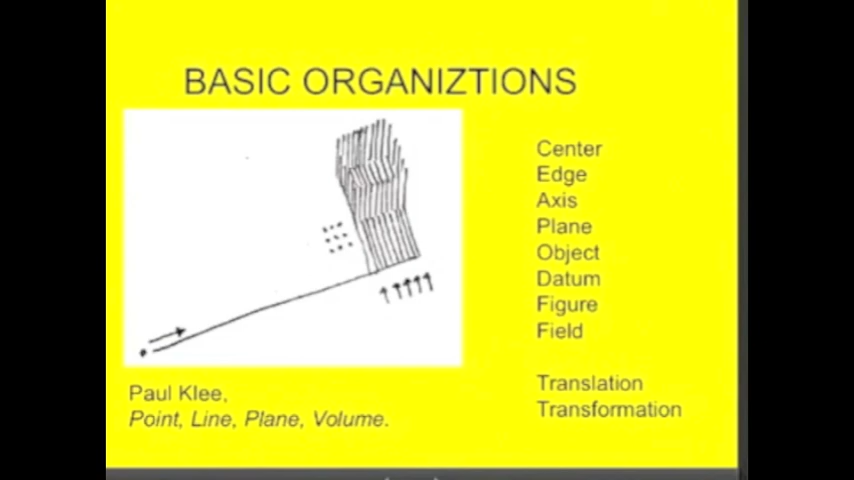 BASIC ORGANIZTIONS
Center
Edge
Axis
Plane
Object
Datum
Figure
Field
Translation
Transformation
Paul Klee,
Point, Line, Plane, Volume.